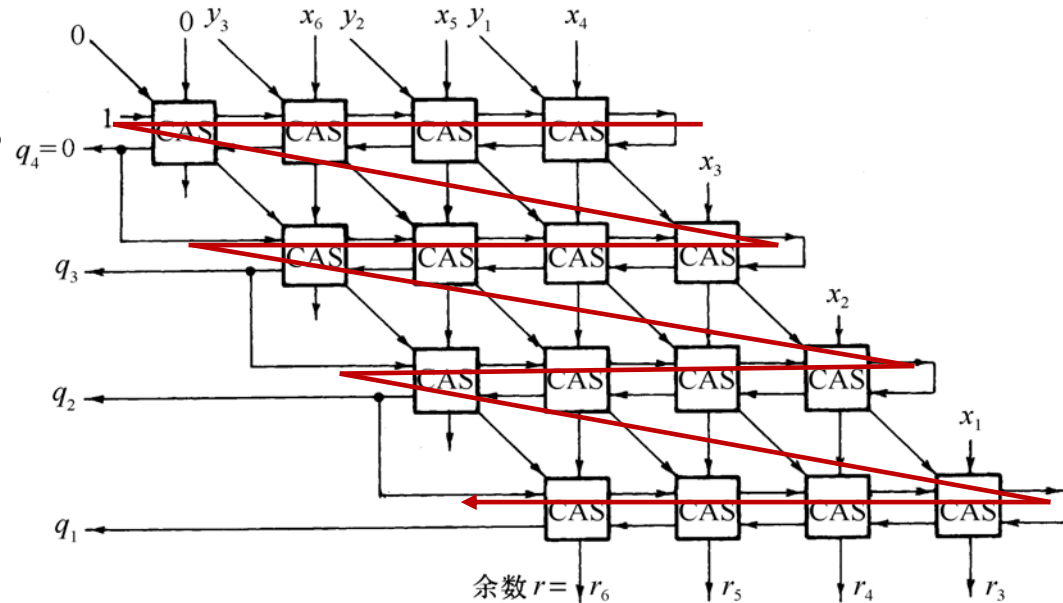 0 0 y₃ x₆ y₂ x₅ y₁ x₄
1 CAS CAS CAS CAS
q₄=0
x₃
CAS CAS CAS CAS
q₃
x₂
CAS CAS CAS CAS
q₂
x₁
CAS CAS CAS CAS
q₁
余数 r = r₆ r₅ r₄ r₃